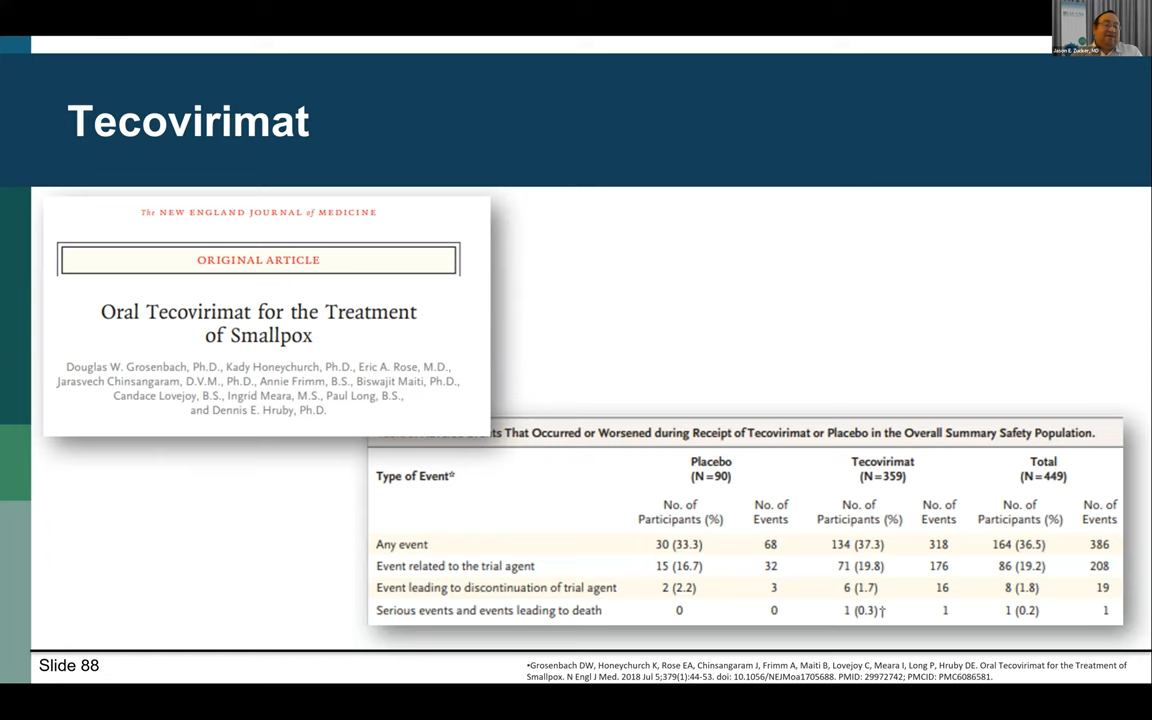 Jason E. Zucker, MD
Tecovirimat
The NEW ENGLAND JOURNAL of MEDICINE
ORIGINAL ARTICLE
Oral Tecovirimat for the Treatment
of Smallpox
Douglas W. Grosenbach, Ph.D., Kady Honeychurch, Ph.D., Eric A. Rose, M.D.,
Jarasvech Chinsangaram, D.V.M., Ph.D., Annie Frimm, B.S., Biswajit Maiti, Ph.D.,
Candace Lovejoy, B.S., Ingrid Meara, M.S., Paul Long, B.S.,
and Dennis E. Hruby, Ph.D.
That Occurred or Worsened during Receipt of Tecovirimat or Placebo in the Overall Summary Safety Population.
Type of Event* Placebo (N=90) Tecovirimat (N=359) Total (N=449)
No. of Participants (%) No. of Events No. of Participants (%) No. of Events No. of Participants (%) No. of Events
Any event 30 (33.3) 68 134 (37.3) 318 164 (36.5) 386
Event related to the trial agent 15 (16.7) 32 71 (19.8) 176 86 (19.2) 208
Event leading to discontinuation of trial agent 2 (2.2) 3 6 (1.7) 16 8 (1.8) 19
Serious events and events leading to death 0 0 1 (0.3)† 1 1 (0.2) 1
Slide 88
•Grosenbach DW, Honeychurch K, Rose EA, Chinsangaram J, Frimm A, Maiti B, Lovejoy C, Meara I, Long P, Hruby DE. Oral Tecovirimat for the Treatment of
Smallpox. N Engl J Med. 2018 Jul 5;379(1):44-53. doi: 10.1056/NEJMoa1705688. PMID: 29972742; PMCID: PMC6086581.